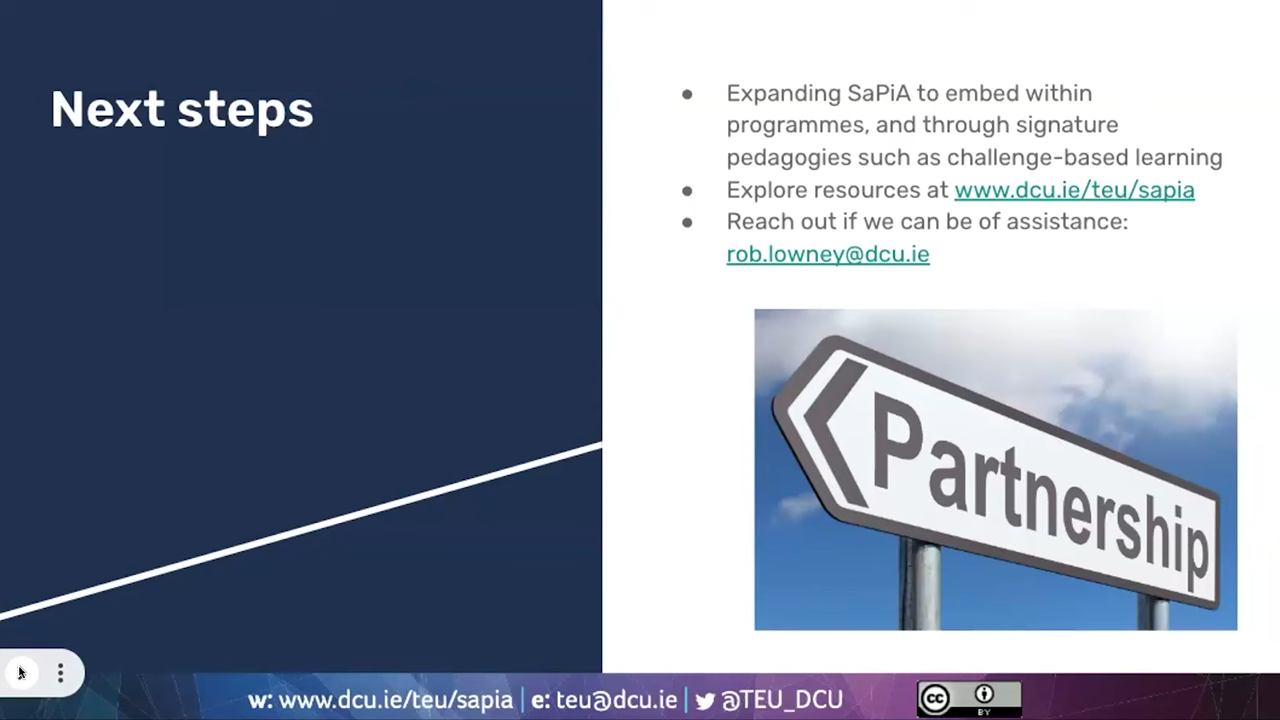 Next steps
● Expanding SaPiA to embed within
programmes, and through signature
pedagogies such as challenge-based learning
● Explore resources at www.dcu.ie/teu/sapia
● Reach out if we can be of assistance:
rob.lowney@dcu.ie
Partnership
w: www.dcu.ie/teu/sapia | e: teu@dcu.ie | @TEU_DCU
cc
BY